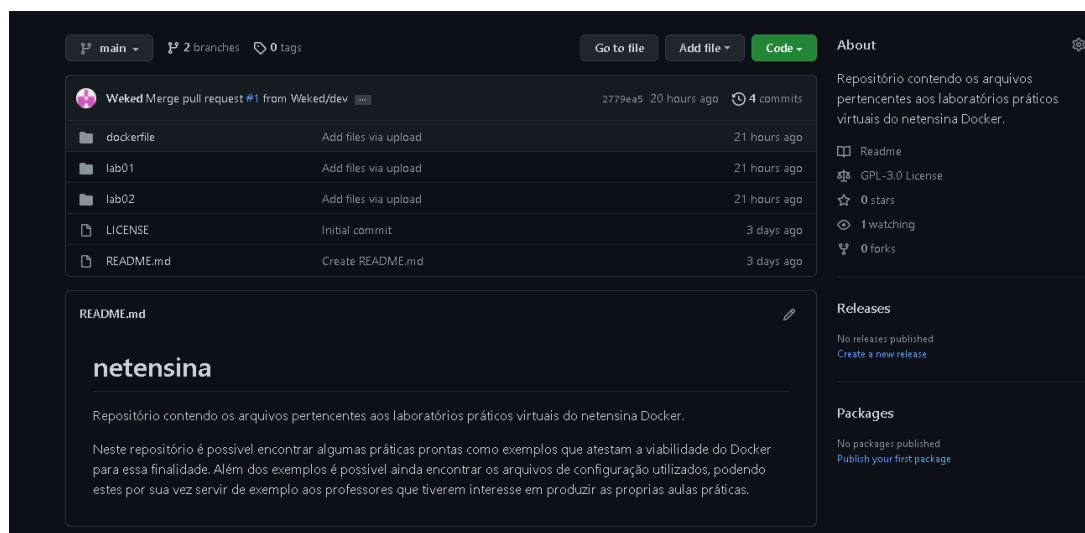 main 2 branches 0 tags Go to file Add file Code
Weked Merge pull request #1 from Weked/dev ... 2779ea5 20 hours ago 4 commits
dockerfile Add files via upload 21 hours ago
lab01 Add files via upload 21 hours ago
lab02 Add files via upload 21 hours ago
LICENSE Initial commit 3 days ago
README.md Create README.md 3 days ago
README.md
netensina
Repositório contendo os arquivos pertencentes aos laboratórios práticos virtuais do netensina Docker.
Neste repositório é possivel encontrar algumas práticas prontas como exemplos que atestam a viabilidade do Docker
para essa finalidade. Além dos exemplos é possivel ainda encontrar os arquivos de configuração utilizados, podendo
estes por sua vez servir de exemplo aos professores que tiverem interesse em produzir as proprias aulas práticas.
About
Repositório contendo os arquivos
pertencentes aos laboratórios práticos
virtuais do netensina Docker.
Readme
GPL-3.0 License
0 stars
1 watching
0 forks
Releases
No releases published
Create a new release
Packages
No packages published
Publish your first package